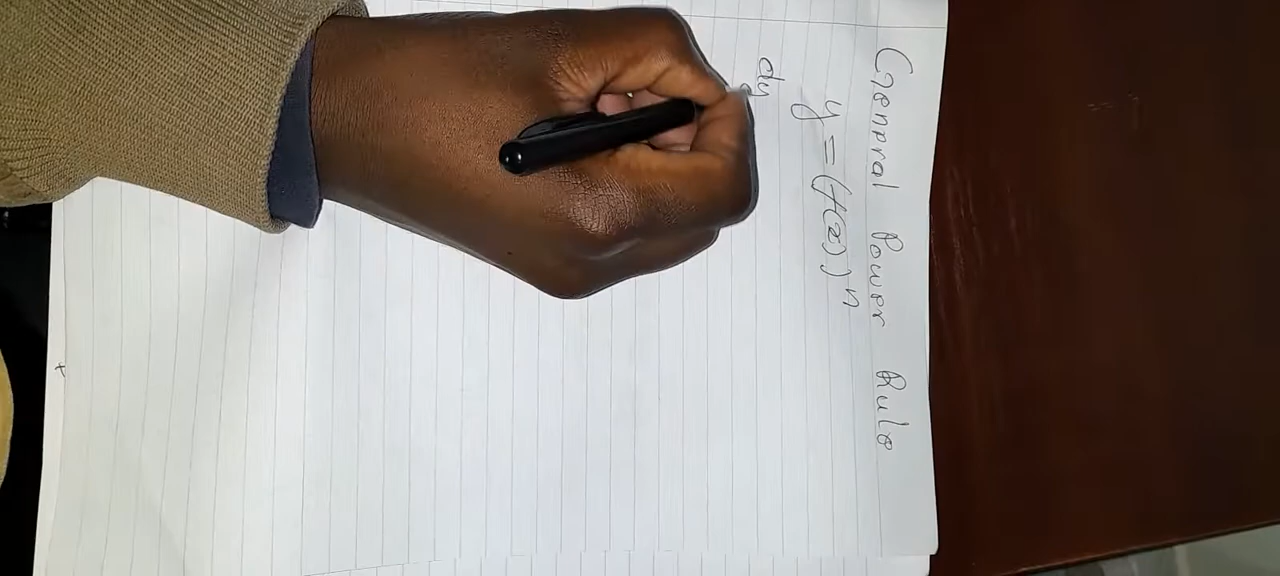 General Power Rule
y = (f(x))^n
dy